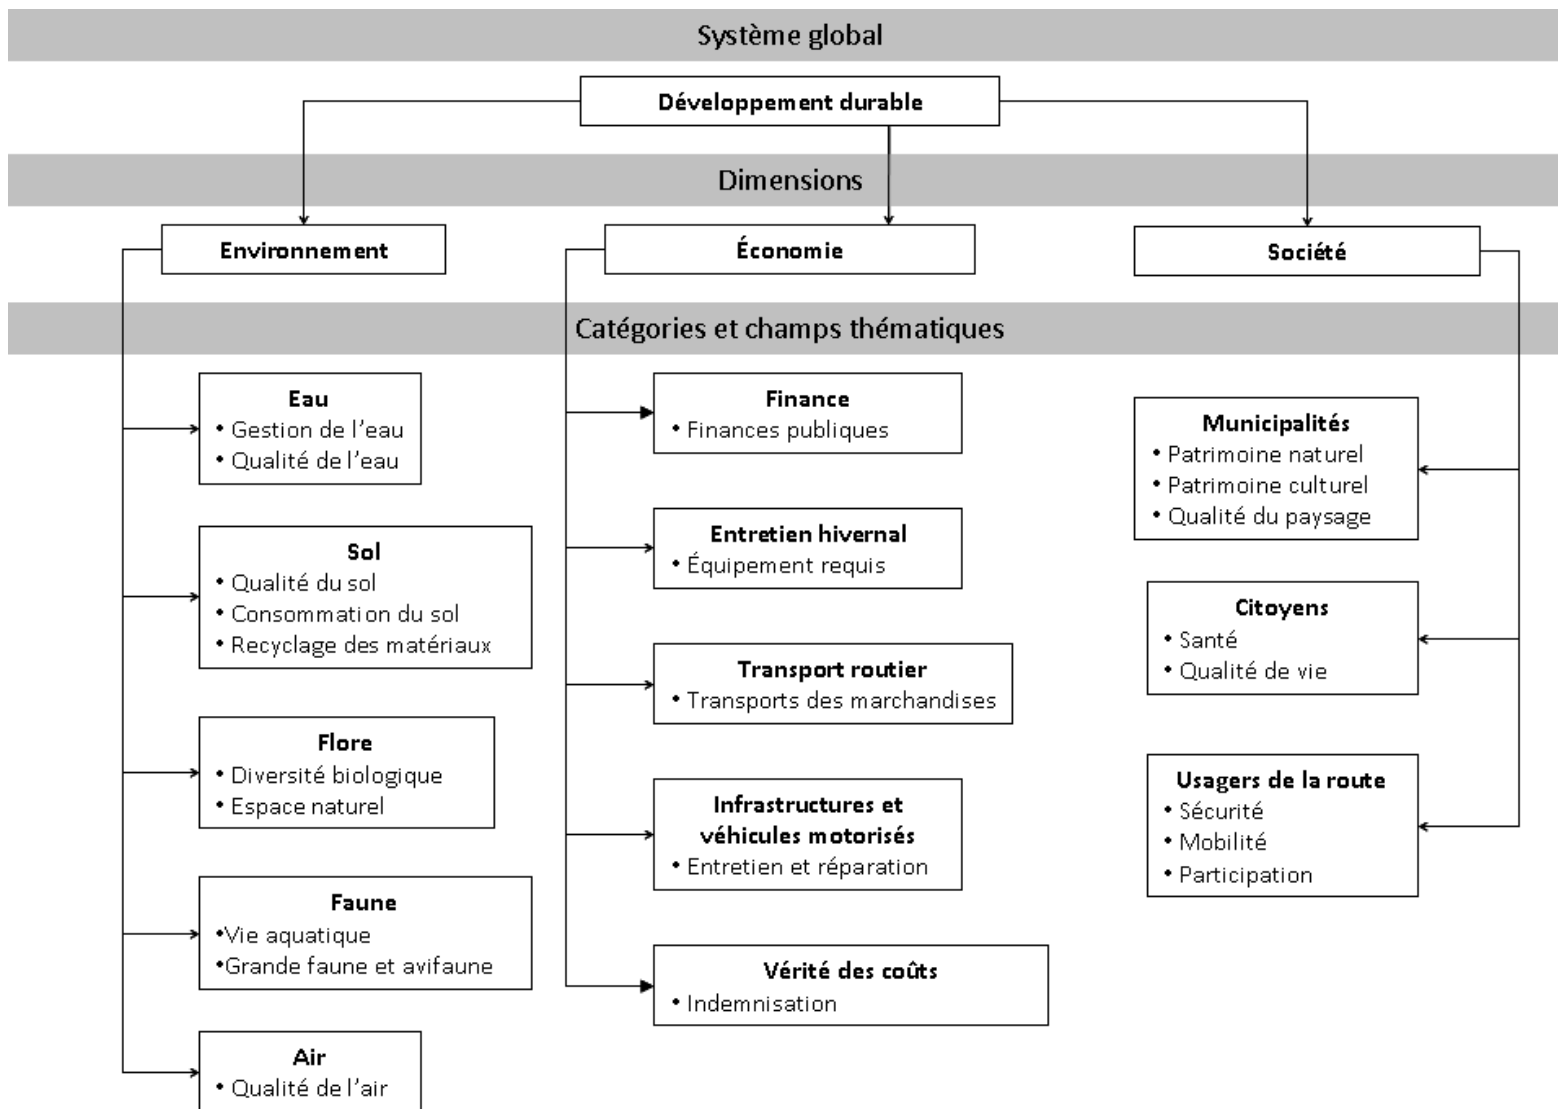 Système global
Développement durable
Dimensions
Environnement
Économie
Société
Catégories et champs thématiques
Eau
• Gestion de l'eau
• Qualité de l'eau
Sol
• Qualité du sol
• Consommation du sol
• Recyclage des matériaux
Flore
• Diversité biologique
• Espace naturel
Faune
•Vie aquatique
•Grande faune et avifaune
Air
• Qualité de l'air
Finance
• Finances publiques
Entretien hivernal
• Équipement requis
Transport routier
• Transports des marchandises
Infrastructures et
véhicules motorisés
• Entretien et réparation
Vérité des coûts
• Indemnisation
Municipalités
• Patrimoine naturel
• Patrimoine culturel
• Qualité du paysage
Citoyens
• Santé
• Qualité de vie
Usagers de la route
• Sécurité
• Mobilité
• Participation